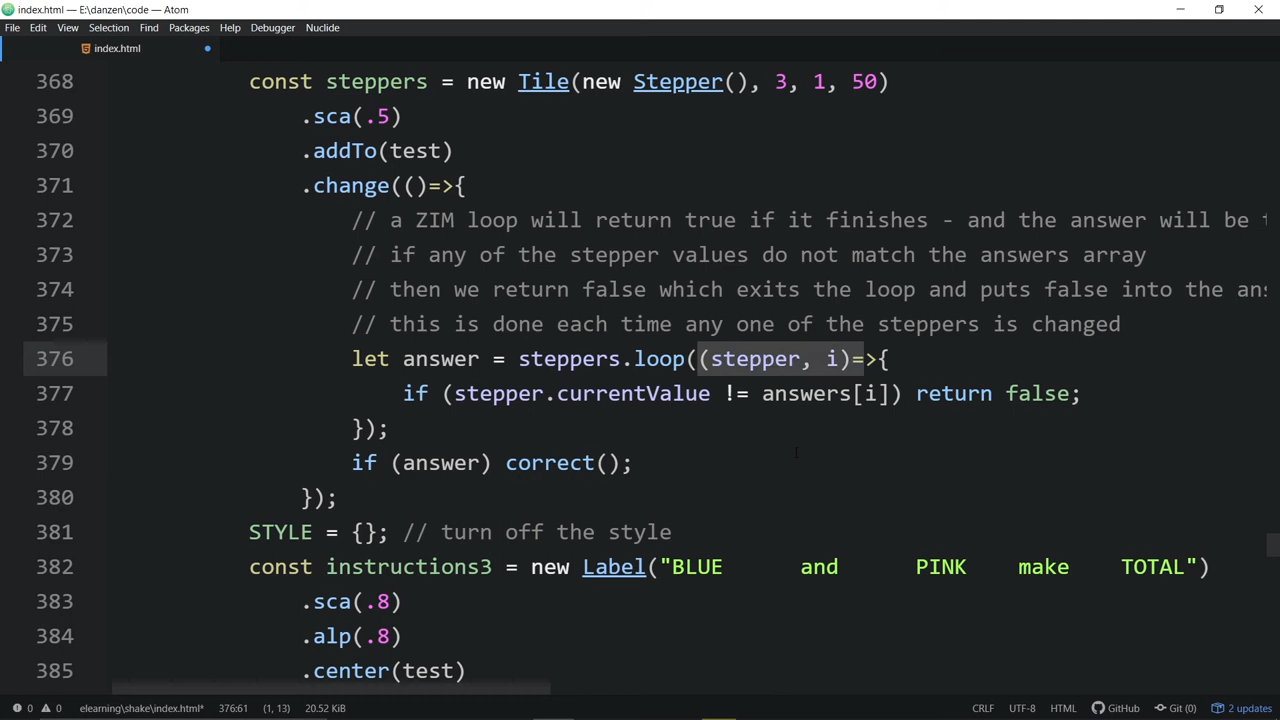 index.html — E:\danzen\code — Atom
File Edit View Selection Find Packages Help Debugger Nuclide
index.html
368 const steppers = new Tile(new Stepper(), 3, 1, 50)
369 .sca(.5)
370 .addTo(test)
371 .change(()=>{
372 // a ZIM loop will return true if it finishes - and the answer will be t
373 // if any of the stepper values do not match the answers array
374 // then we return false which exits the loop and puts false into the ans
375 // this is done each time any one of the steppers is changed
376 let answer = steppers.loop((stepper, i)=>{
377 if (stepper.currentValue != answers[i]) return false;
378 });
379 if (answer) correct();
380 });
381 STYLE = {}; // turn off the style
382 const instructions3 = new Label("BLUE      and      PINK    make    TOTAL")
383 .sca(.8)
384 .alp(.8)
385 .center(test)
0 0 elearning\shake\index.html* 376:61 (1, 13) 20.52 KiB CRLF UTF-8 HTML GitHub Git (0) 2 updates